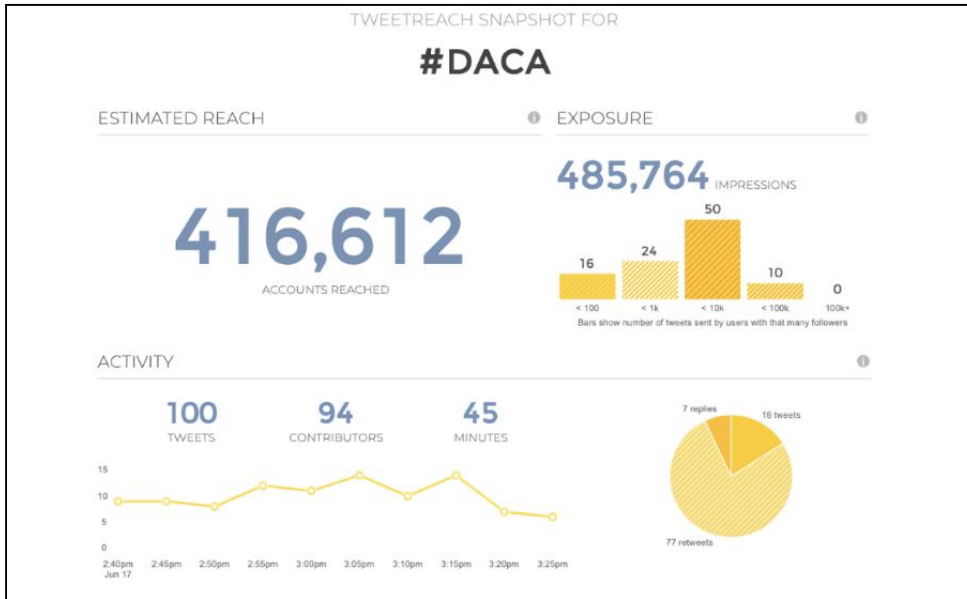 TWEETREACH SNAPSHOT FOR
#DACA
ESTIMATED REACH
416,612
ACCOUNTS REACHED
EXPOSURE
485,764 IMPRESSIONS
16
24
50
10
0
< 100
< 1k
< 10k
< 100k
100k+
Bars show number of tweets sent by users with that many followers
ACTIVITY
100
TWEETS
94
CONTRIBUTORS
45
MINUTES
15
10
5
0
2:40pm 2:45pm 2:50pm 2:55pm 3:00pm 3:05pm 3:10pm 3:15pm 3:20pm 3:25pm
Jun 17
7 replies
16 tweets
77 retweets